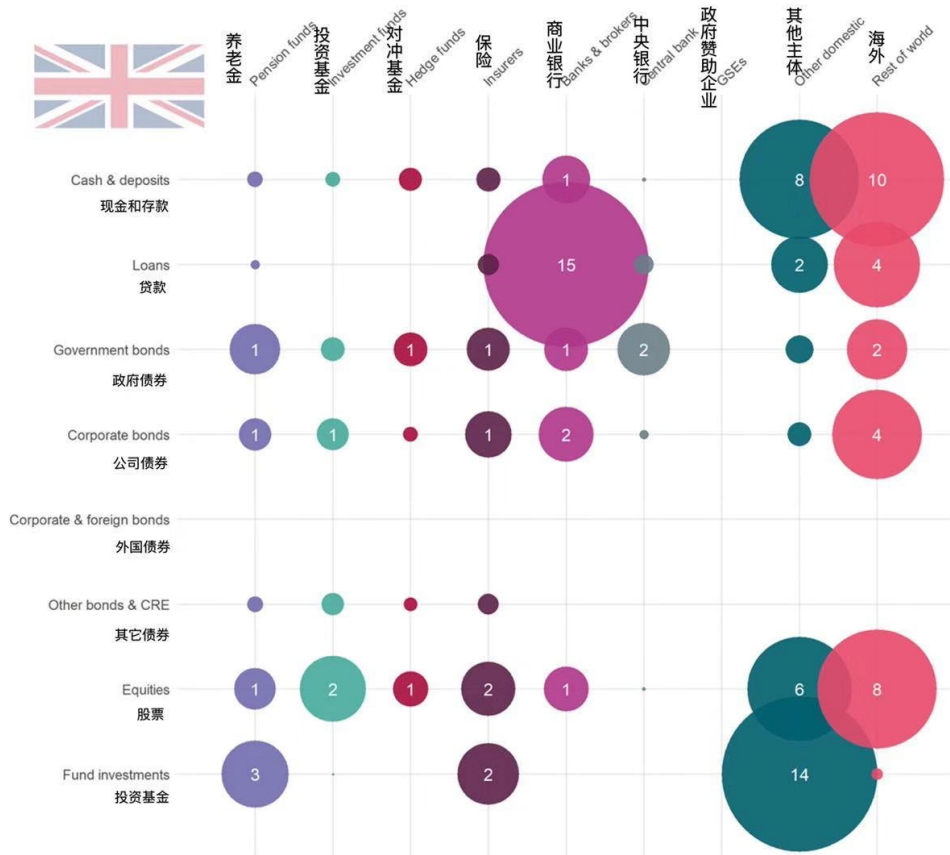 养老金
Pension funds
投资基金
Investment funds
对冲基金
Hedge funds
保险
Insurers
商业银行
Banks & brokers
中央银行
Central bank
政府赞助企业
GSEs
其他主体
Other domestic
海外
Rest of world
Cash & deposits
1 8 10
现金和存款
Loans
15 2 4
贷款
Government bonds
1 1 1 1 2 2
政府债券
Corporate bonds
1 1 1 2 4
公司债券
Corporate & foreign bonds
外国债券
Other bonds & CRE
其它债券
Equities
1 2 1 2 1 6 8
股票
Fund investments
3 2 14
投资基金